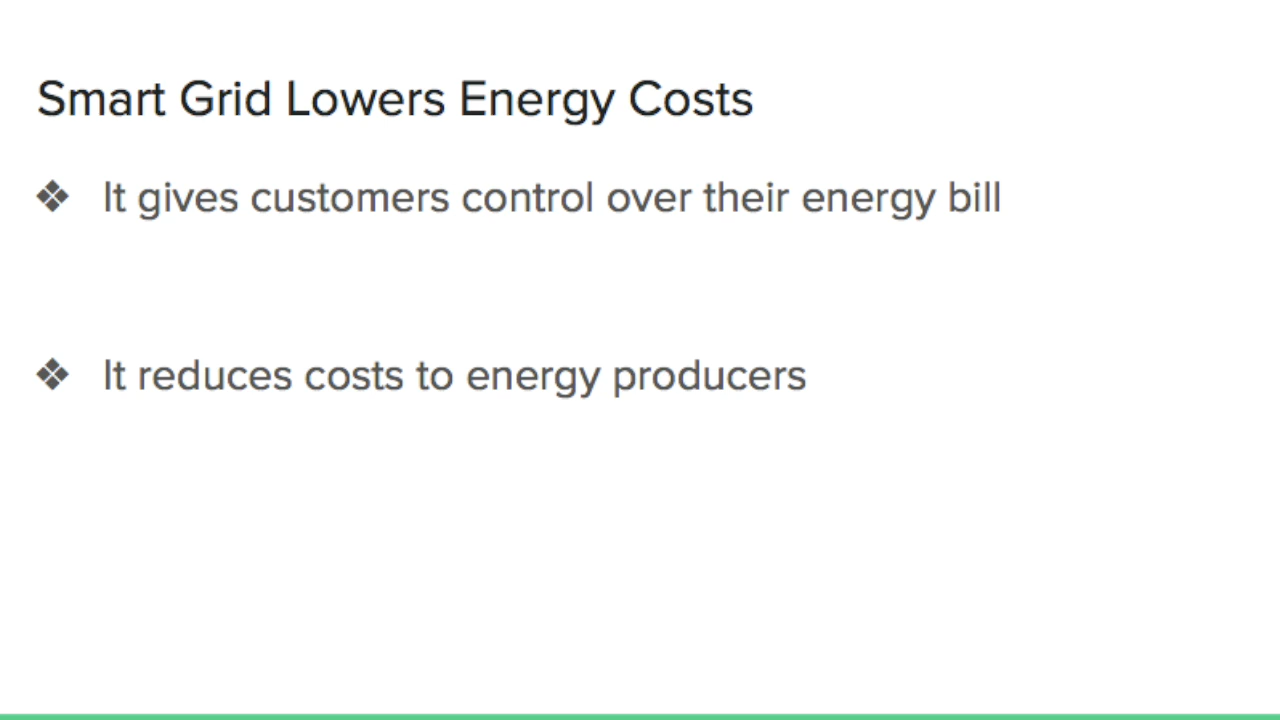 Smart Grid Lowers Energy Costs
❖ It gives customers control over their energy bill
❖ It reduces costs to energy producers